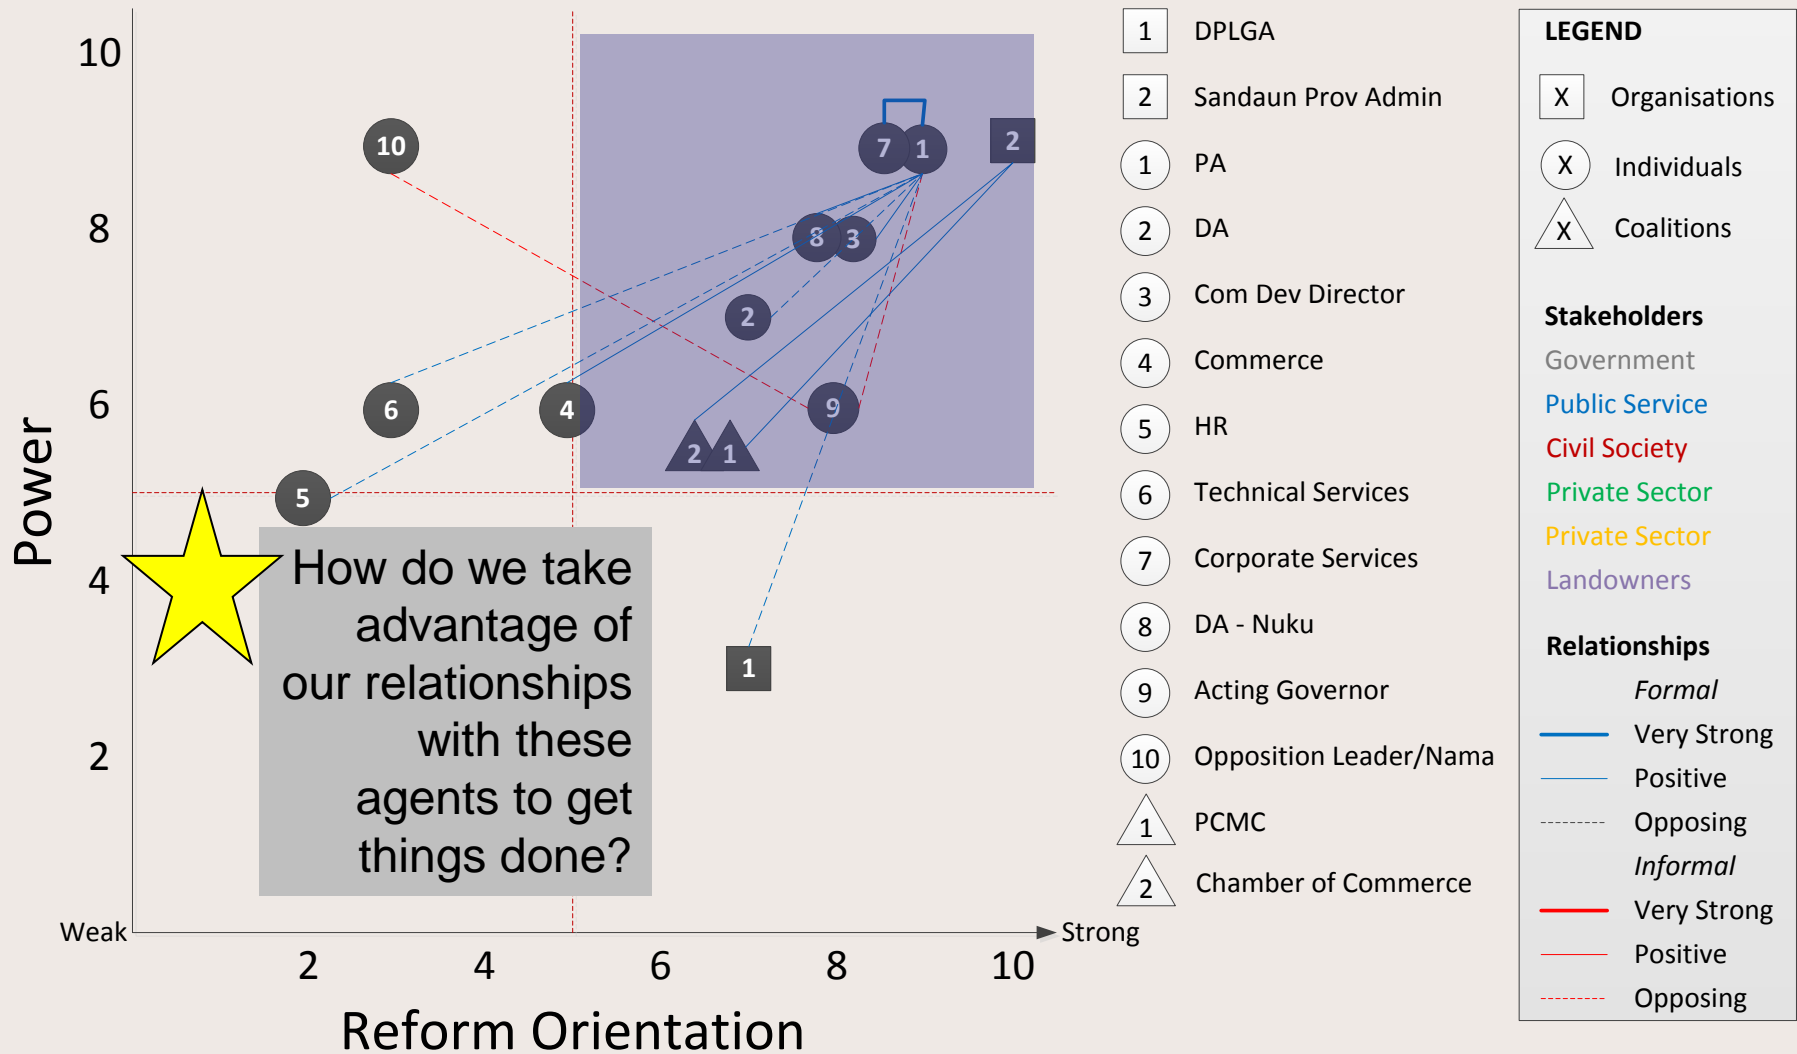 10
8
6
4
2
Power
Weak
Strong
2
4
6
8
10
Reform Orientation
10
7
1
2
8
3
2
6
4
9
2
1
5
1
How do we take
advantage of
our relationships
with these
agents to get
things done?
1 DPLGA
2 Sandaun Prov Admin
1 PA
2 DA
3 Com Dev Director
4 Commerce
5 HR
6 Technical Services
7 Corporate Services
8 DA - Nuku
9 Acting Governor
10 Opposition Leader/Nama
1 PCMC
2 Chamber of Commerce
LEGEND
X Organisations
X Individuals
X Coalitions
Stakeholders
Government
Public Service
Civil Society
Private Sector
Private Sector
Landowners
Relationships
Formal
Very Strong
Positive
Opposing
Informal
Very Strong
Positive
Opposing